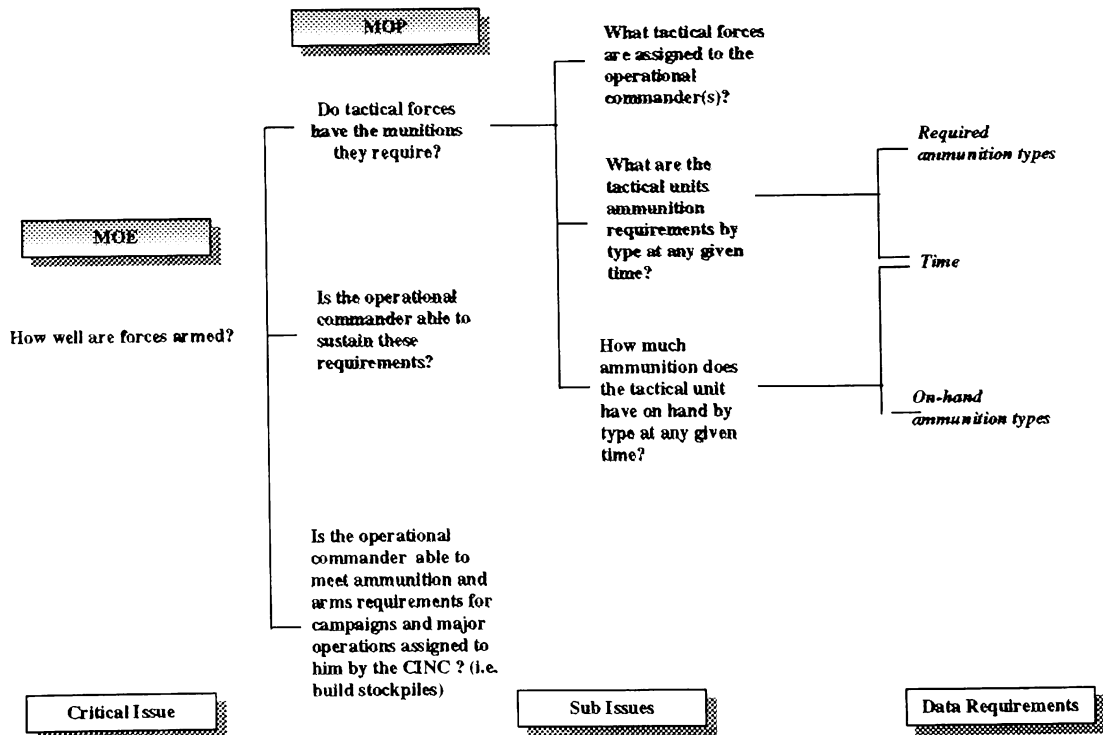 MOP
What tactical forces
are assigned to the
operational
commander(s)?
Do tactical forces
have the munitions
they require?
Required
ammunition types
What are the
tactical units
ammunition
requirements by
type at any given
time?
MOE
Time
Is the operational
commander able to
sustain these
requirements?
How well are forces armed?
How much
ammunition does
the tactical unit
have on hand by
type at any given
time?
On-hand
ammunition types
Is the operational
commander able to
meet ammunition and
arms requirements for
campaigns and major
operations assigned to
him by the CINC ? (i.e.
build stockpiles)
Critical Issue
Sub Issues
Data Requirements